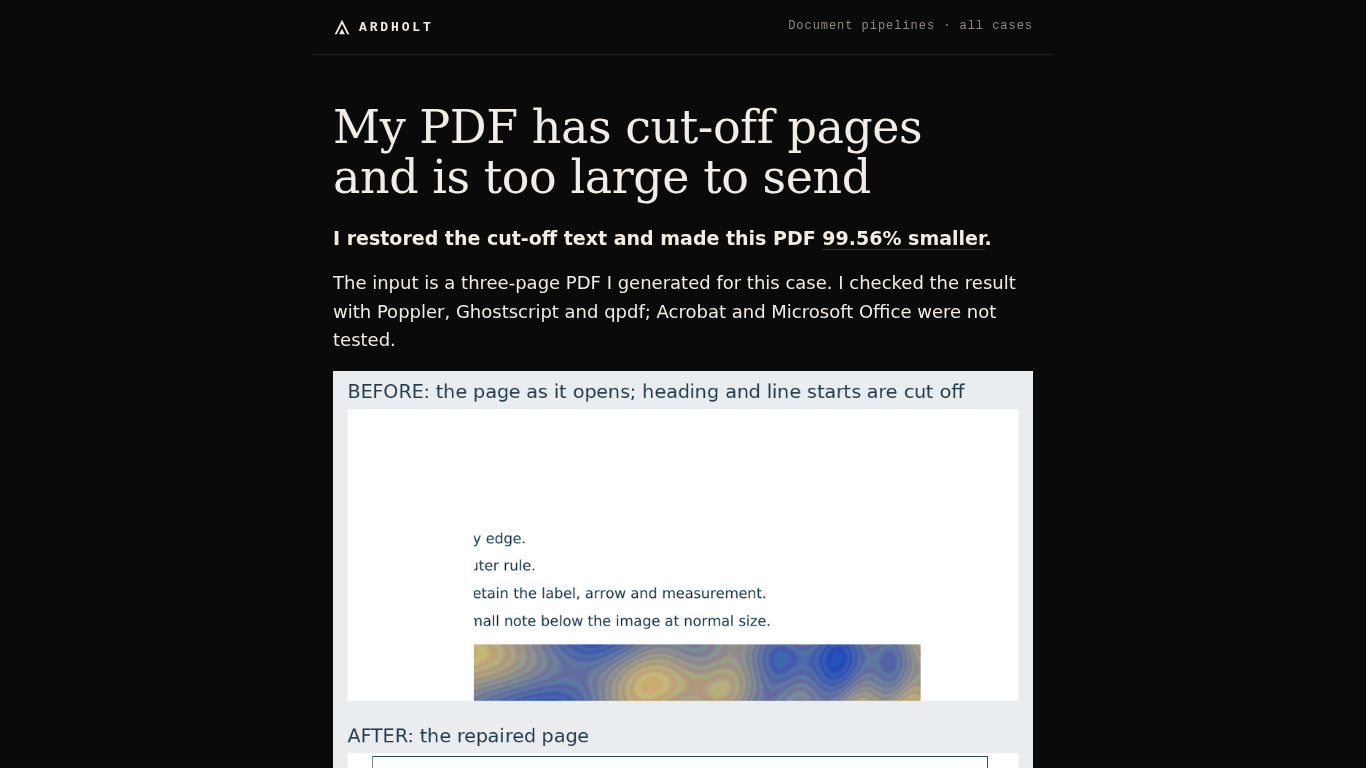 ARDHOLT
Document pipelines · all cases
My PDF has cut-off pages
and is too large to send
I restored the cut-off text and made this PDF 99.56% smaller.
The input is a three-page PDF I generated for this case. I checked the result
with Poppler, Ghostscript and qpdf; Acrobat and Microsoft Office were not
tested.
BEFORE: the page as it opens; heading and line starts are cut off
y edge.
uter rule.
etain the label, arrow and measurement.
mall note below the image at normal size.
AFTER: the repaired page